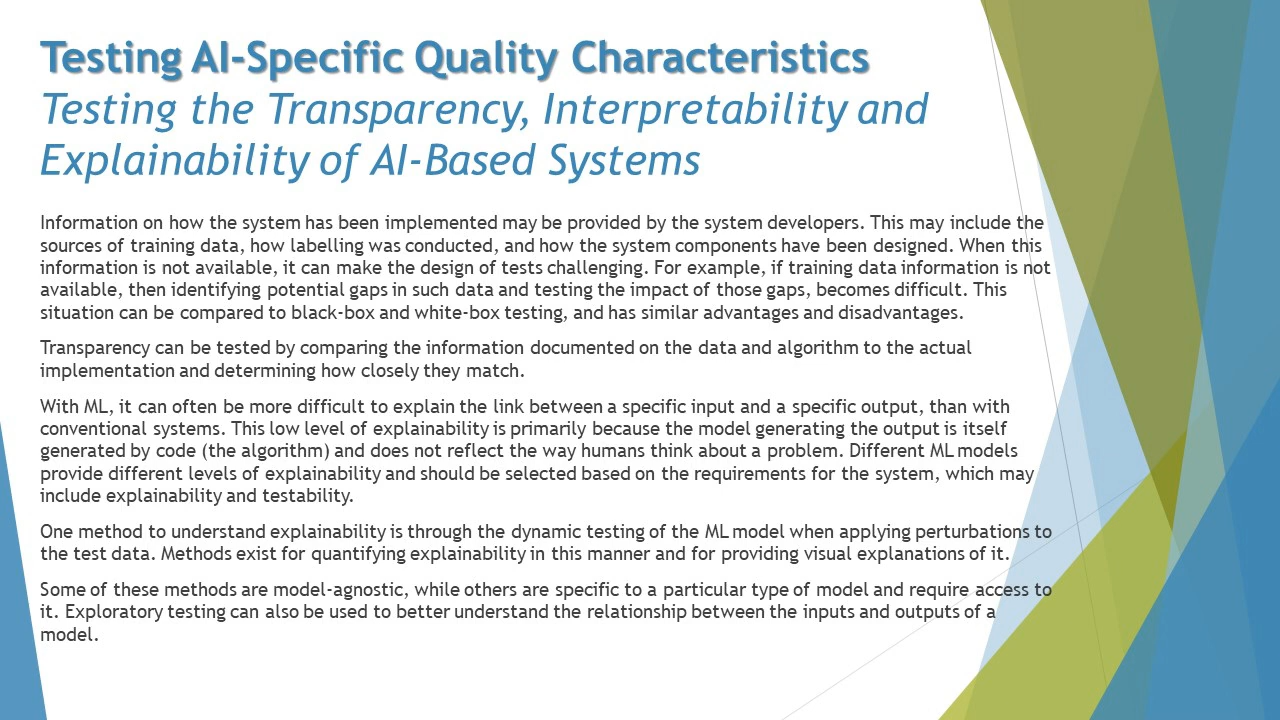 Testing AI-Specific Quality Characteristics
Testing the Transparency, Interpretability and
Explainability of AI-Based Systems
Information on how the system has been implemented may be provided by the system developers. This may include the
sources of training data, how labelling was conducted, and how the system components have been designed. When this
information is not available, it can make the design of tests challenging. For example, if training data information is not
available, then identifying potential gaps in such data and testing the impact of those gaps, becomes difficult. This
situation can be compared to black-box and white-box testing, and has similar advantages and disadvantages.
Transparency can be tested by comparing the information documented on the data and algorithm to the actual
implementation and determining how closely they match.
With ML, it can often be more difficult to explain the link between a specific input and a specific output, than with
conventional systems. This low level of explainability is primarily because the model generating the output is itself
generated by code (the algorithm) and does not reflect the way humans think about a problem. Different ML models
provide different levels of explainability and should be selected based on the requirements for the system, which may
include explainability and testability.
One method to understand explainability is through the dynamic testing of the ML model when applying perturbations to
the test data. Methods exist for quantifying explainability in this manner and for providing visual explanations of it.
Some of these methods are model-agnostic, while others are specific to a particular type of model and require access to
it. Exploratory testing can also be used to better understand the relationship between the inputs and outputs of a
model.